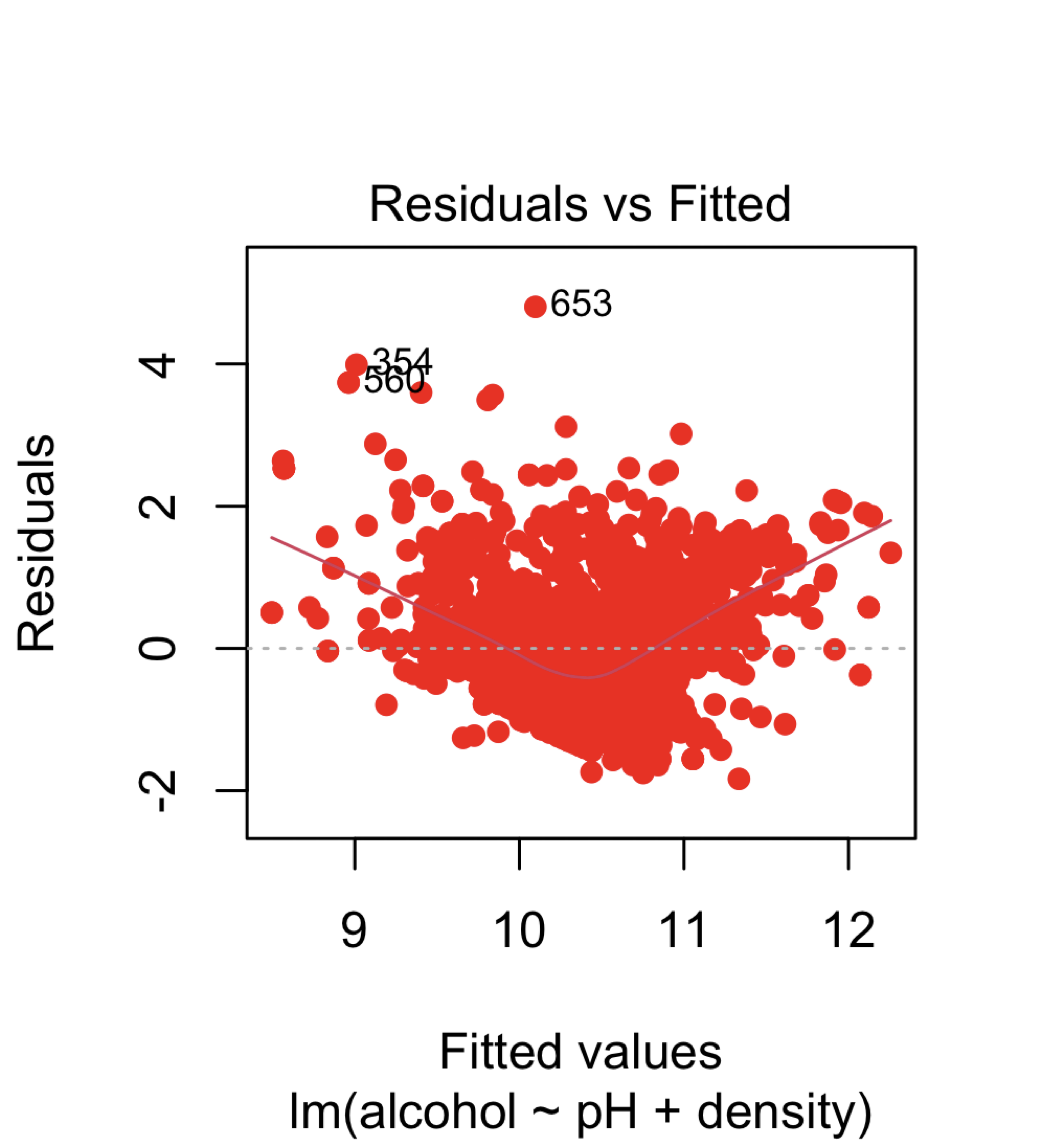 Residuals vs Fitted
653
354
560
4
2
0
-2
Residuals
9 10 11 12
Fitted values
lm(alcohol ~ pH + density)